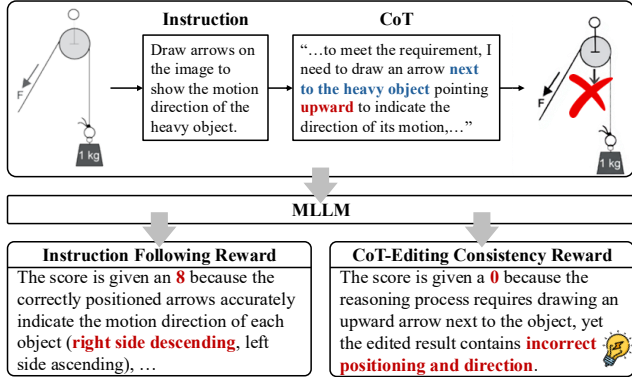 Instruction
CoT
F
1 kg
Draw arrows on
the image to
show the motion
direction of the
heavy object.
“…to meet the requirement, I
need to draw an arrow next
to the heavy object pointing
upward to indicate the
direction of its motion,…”
F
1 kg
MLLM
Instruction Following Reward
The score is given an 8 because the
correctly positioned arrows accurately
indicate the motion direction of each
object (right side descending, left
side ascending), …
CoT-Editing Consistency Reward
The score is given a 0 because the
reasoning process requires drawing an
upward arrow next to the object, yet
the edited result contains incorrect
positioning and direction.